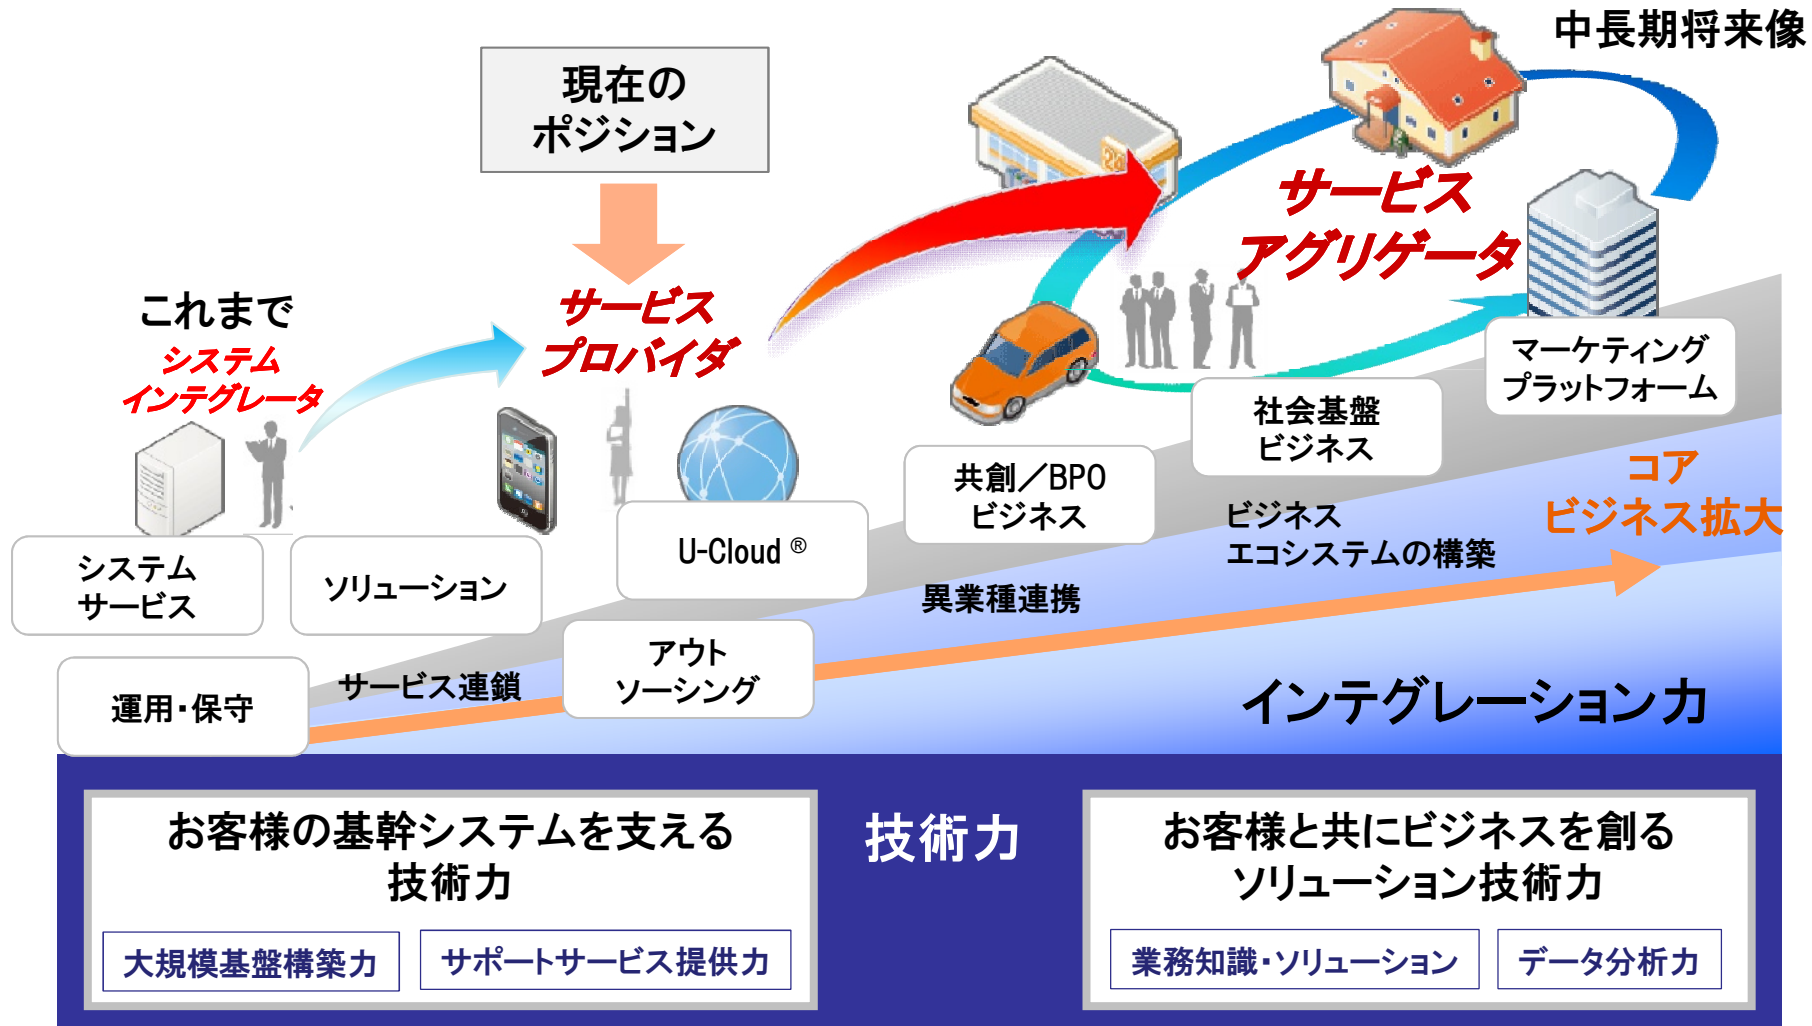 中長期将来像
現在の
ポジション
サービス
アグリゲータ
これまで
システム
インテグレータ
サービス
プロバイダ
マーケティング
プラットフォーム
社会基盤
ビジネス
共創／BPO
ビジネス
コア
ビジネス拡大
U-Cloud ®
システム
サービス
ソリューション
ビジネス
エコシステムの構築
異業種連携
アウト
ソーシング
サービス連鎖
運用・保守
インテグレーション力
技術力
お客様の基幹システムを支える
技術力
大規模基盤構築力
サポートサービス提供力
お客様と共にビジネスを創る
ソリューション技術力
業務知識・ソリューション
データ分析力